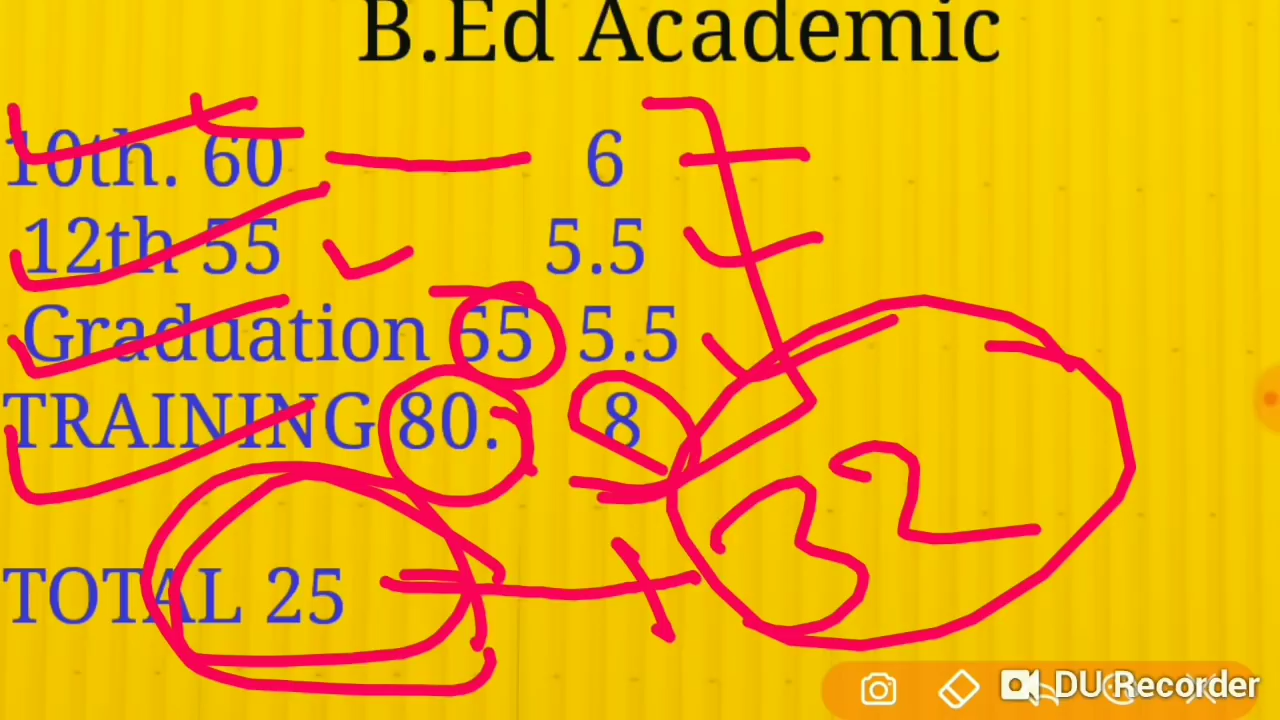 B.Ed Academic
10th. 60 6
12th 55 5.5
Graduation 55 5.5
TRAINING 80. 8
32
TOTAL 25
DU Recorder